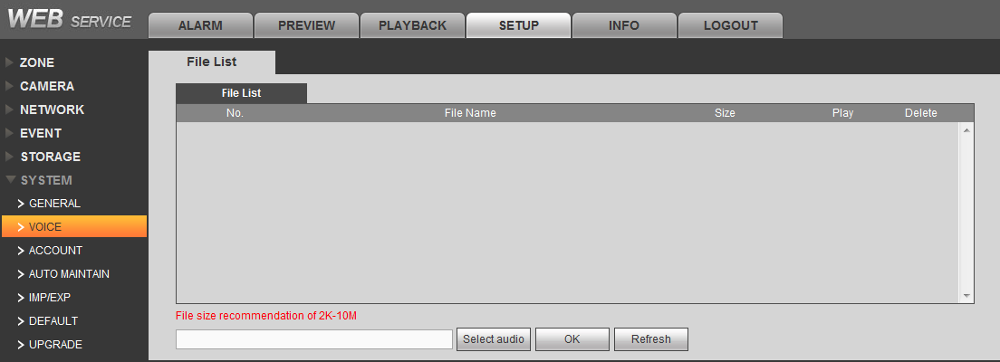 WEB SERVICE
ALARM PREVIEW PLAYBACK SETUP INFO LOGOUT
ZONE
CAMERA
NETWORK
EVENT
STORAGE
SYSTEM
GENERAL
VOICE
ACCOUNT
AUTO MAINTAIN
IMP/EXP
DEFAULT
UPGRADE
File List
File List
No. File Name Size Play Delete
File size recommendation of 2K-10M
Select audio OK Refresh